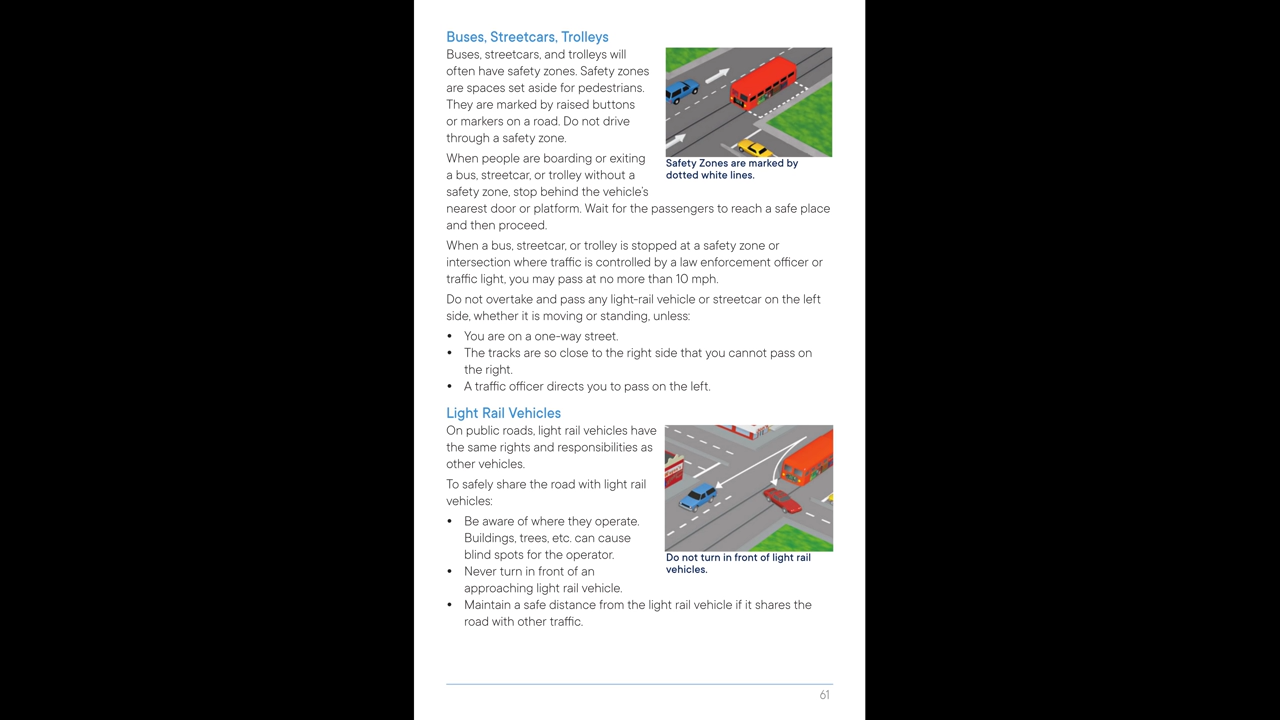 Buses, Streetcars, Trolleys
Buses, streetcars, and trolleys will
often have safety zones. Safety zones
are spaces set aside for pedestrians.
They are marked by raised buttons
or markers on a road. Do not drive
through a safety zone.
Safety Zones are marked by
dotted white lines.
When people are boarding or exiting
a bus, streetcar, or trolley without a
safety zone, stop behind the vehicle's
nearest door or platform. Wait for the passengers to reach a safe place
and then proceed.
When a bus, streetcar, or trolley is stopped at a safety zone or
intersection where traffic is controlled by a law enforcement officer or
traffic light, you may pass at no more than 10 mph.
Do not overtake and pass any light-rail vehicle or streetcar on the left
side, whether it is moving or standing, unless:
• You are on a one-way street.
• The tracks are so close to the right side that you cannot pass on
the right.
• A traffic officer directs you to pass on the left.
Light Rail Vehicles
On public roads, light rail vehicles have
the same rights and responsibilities as
other vehicles.
To safely share the road with light rail
vehicles:
• Be aware of where they operate.
Buildings, trees, etc. can cause
blind spots for the operator.
• Never turn in front of an
approaching light rail vehicle.
Do not turn in front of light rail
vehicles.
• Maintain a safe distance from the light rail vehicle if it shares the
road with other traffic.
61